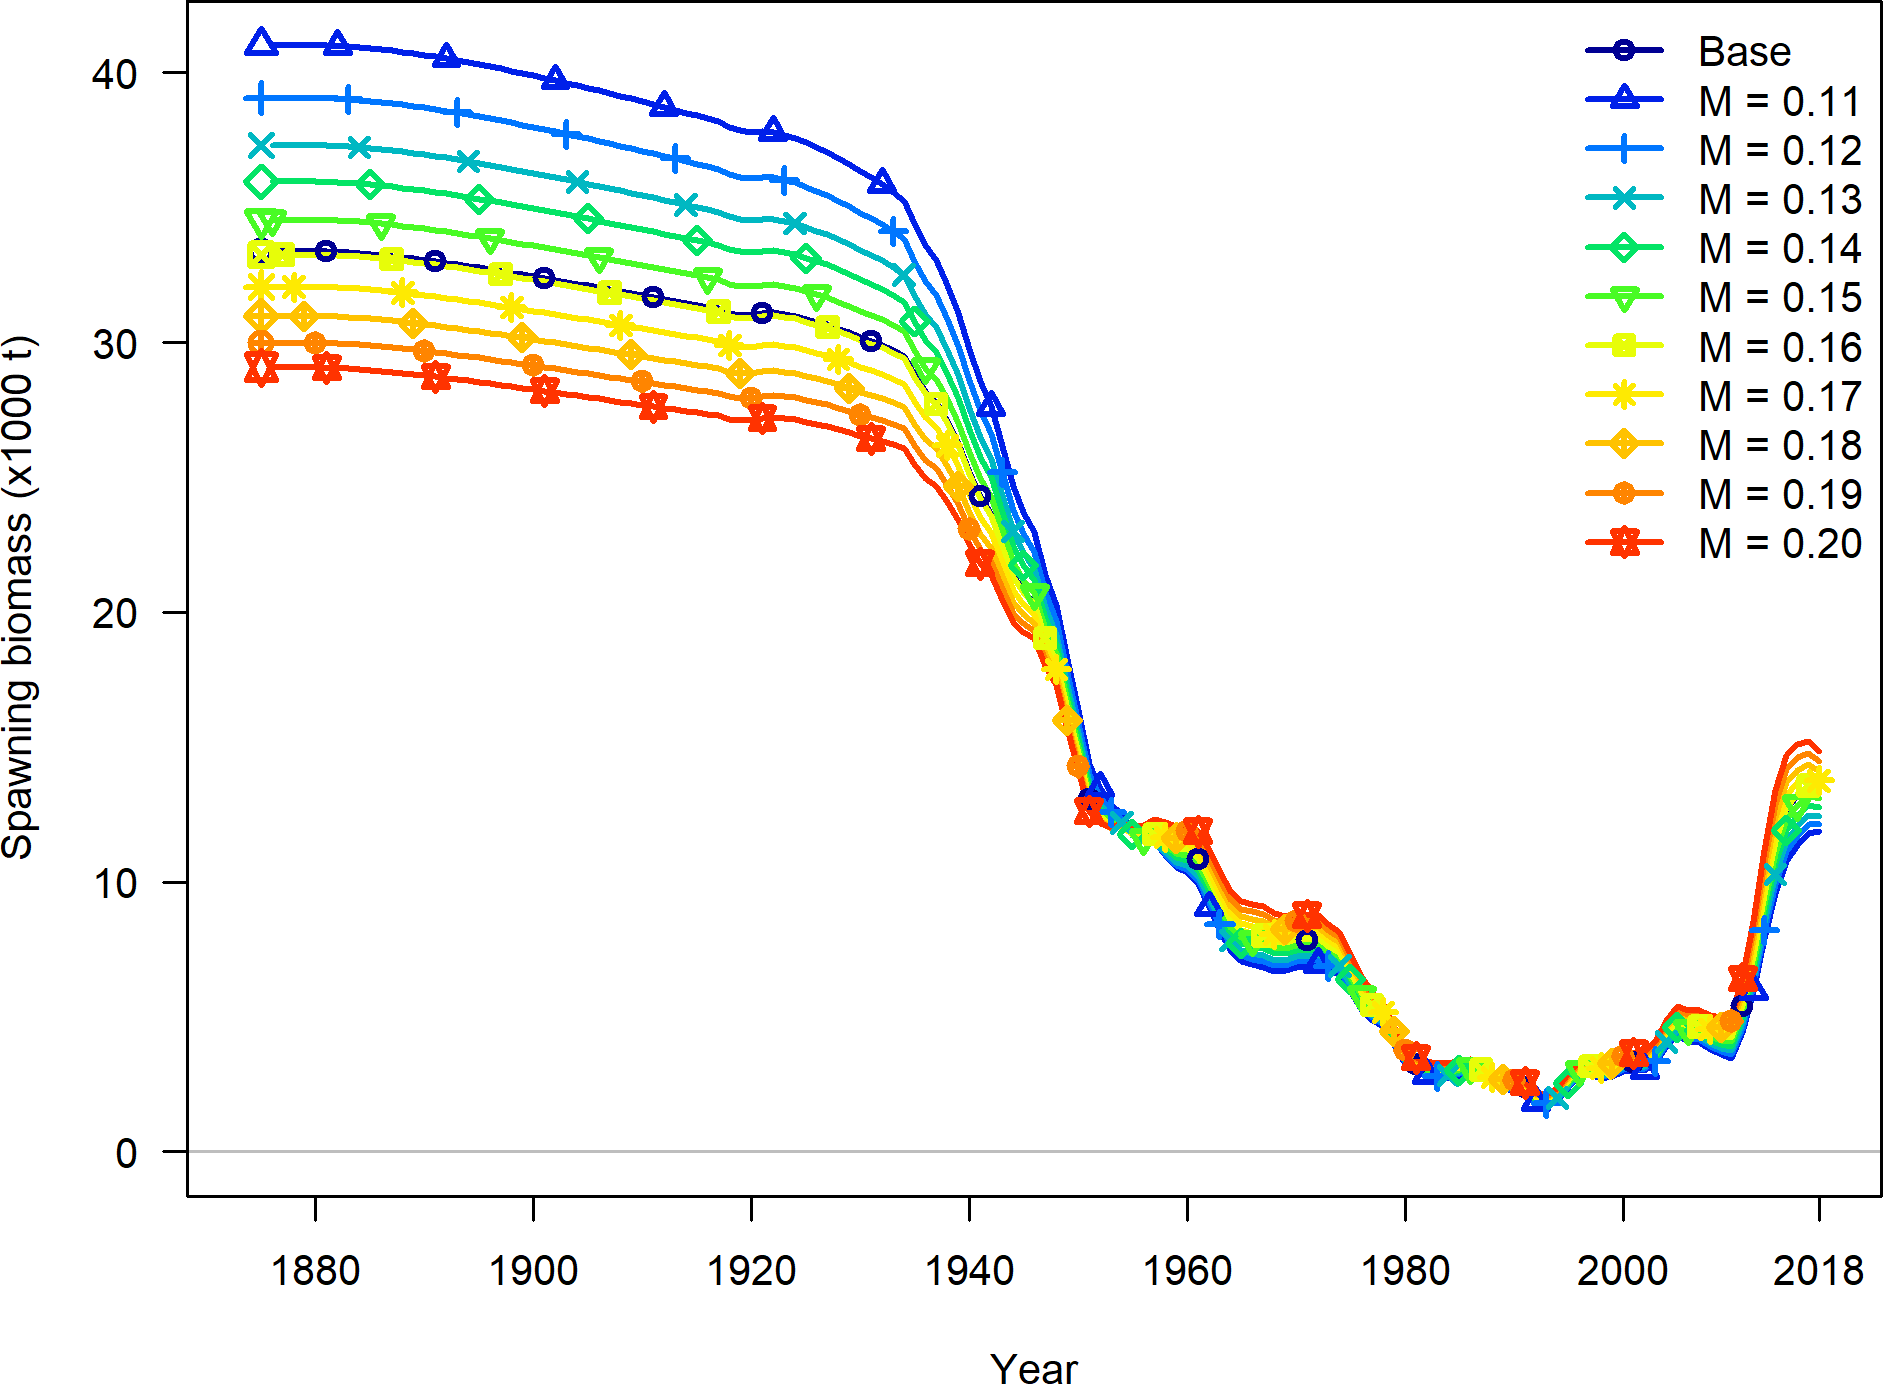 Spawning biomass (x1000 t)
40
30
20
10
0
Base
M = 0.11
M = 0.12
M = 0.13
M = 0.14
M = 0.15
M = 0.16
M = 0.17
M = 0.18
M = 0.19
M = 0.20
1880 1900 1920 1940 1960 1980 2000 2018
Year